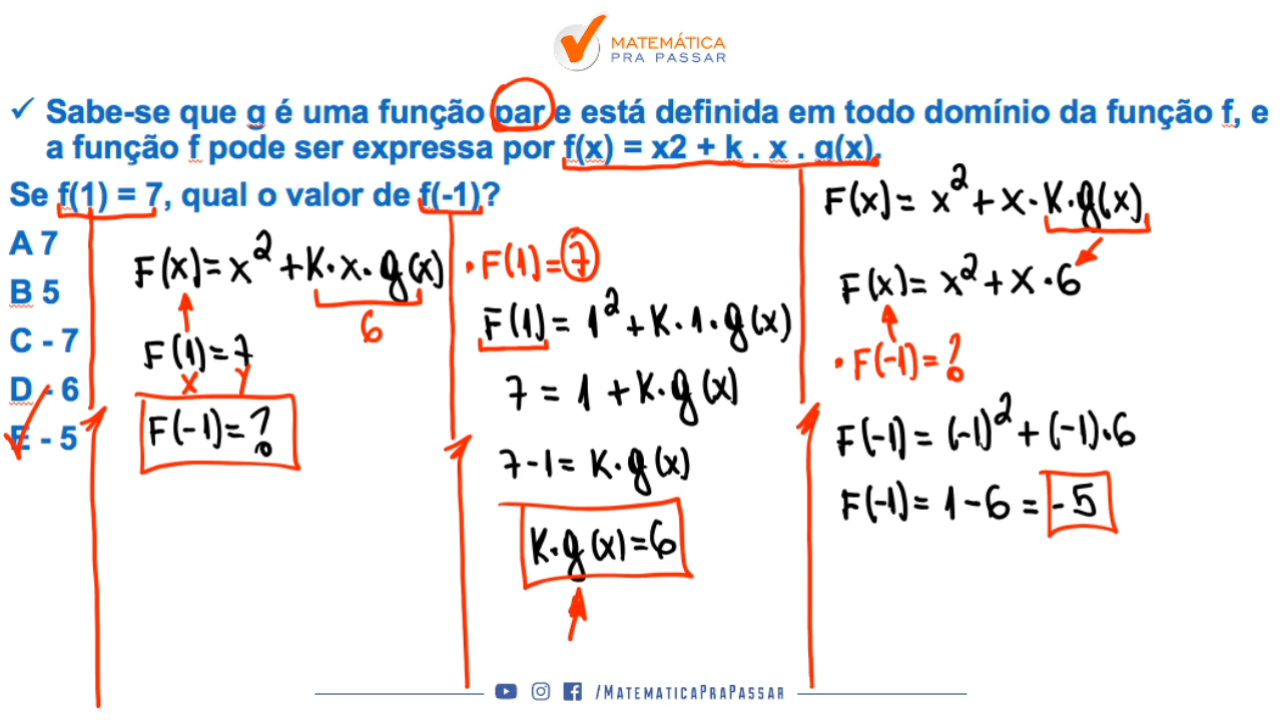 MATEMÁTICA
PRA PASSAR
✓ Sabe-se que g é uma função par e está definida em todo domínio da função f, e
a função f pode ser expressa por f(x) = x2 + k . x . g(x).
Se f(1) = 7, qual o valor de f(-1)?
A 7
B 5
C - 7
D - 6
E - 5
F(x) = x² + K·x·g(x)
6
F(1) = 7
x y
F(-1) = ?
• F(1) = 7
F(1) = 1² + K·1·g(x)
7 = 1 + K·g(x)
7-1 = K·g(x)
K·g(x) = 6
F(x) = x² + x·K·g(x)
F(x) = x² + x·6
• F(-1) = ?
F(-1) = (-1)² + (-1)·6
F(-1) = 1 - 6 = -5
/MatematicaPraPassar